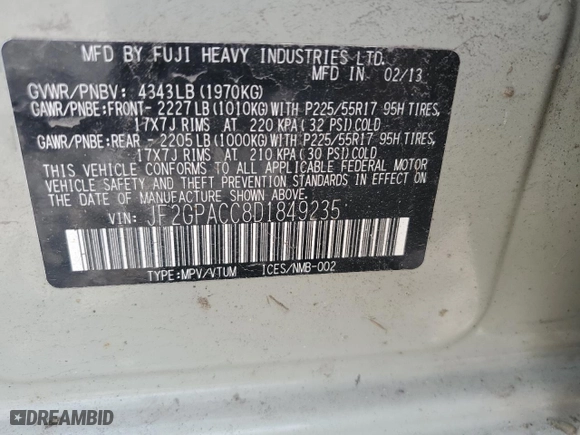 MFD BY FUJI HEAVY INDUSTRIES LTD.
MFD IN 02/13
GVWR/PNBV: 4343LB(1970KG)
GAWR/PNBE:FRONT-2227LB(1010KG)WITH P225/55R17 95H TIRES,
17X7J RIMS AT 220 KPA(32 PSI)COLD
GAWR/PNBE:REAR -2205LB(1000KG)WITH P225/55R17 95H TIRES,
17X7J RIMS AT 210 KPA(30 PSI)COLD
THIS VEHICLE CONFORMS TO ALL APPLICABLE FEDERAL MOTOR
VEHICLE SAFETY AND THEFT PREVENTION STANDARDS IN EFFECT
ON THE DATE OF MANUFACTURE SHOWN ABOVE.
VIN: JF2GPACC8D1849235
TYPE:MPV/VTUM ICES/NMB-002
DREAMBID